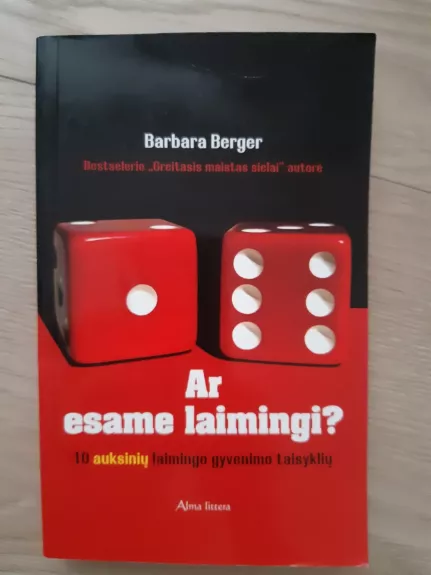 Barbara Berger
Bestselerio „Greitasis maistas sielai“ autorė
Ar
esame laimingi?
10 auksinių laimingo gyvenimo taisyklių
Alma littera